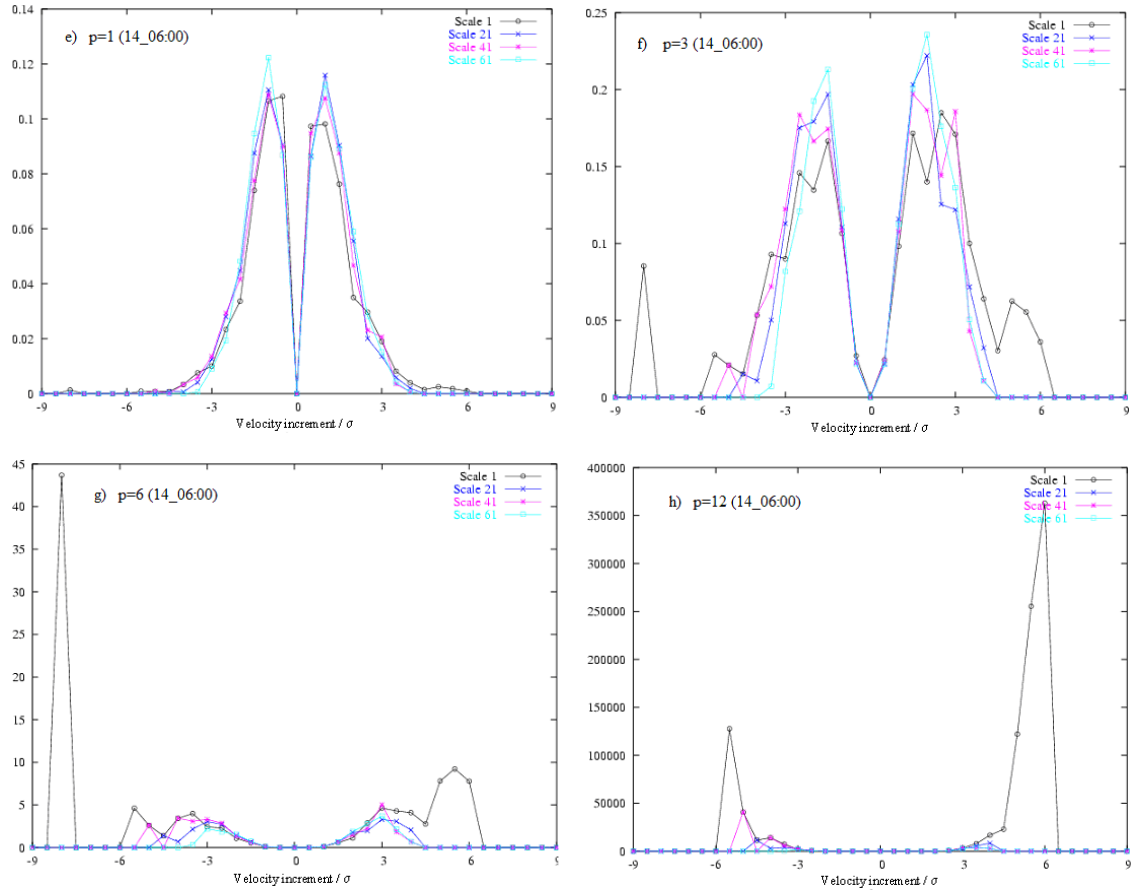 e) p=1 (14_06:00)
Scale 1
Scale 21
Scale 41
Scale 61
0.14
0.12
0.1
0.08
0.06
0.04
0.02
0
-9 -6 -3 0 3 6 9
Velocity increment / σ
f) p=3 (14_06:00)
Scale 1
Scale 21
Scale 41
Scale 61
0.25
0.2
0.15
0.1
0.05
0
-9 -6 -3 0 3 6 9
Velocity increment / σ
g) p=6 (14_06:00)
Scale 1
Scale 21
Scale 41
Scale 61
45
40
35
30
25
20
15
10
5
0
-9 -6 -3 0 3 6 9
Velocity increment / σ
h) p=12 (14_06:00)
Scale 1
Scale 21
Scale 41
Scale 61
400000
350000
300000
250000
200000
150000
100000
50000
0
-9 -6 -3 0 3 6 9
Velocity increment / σ